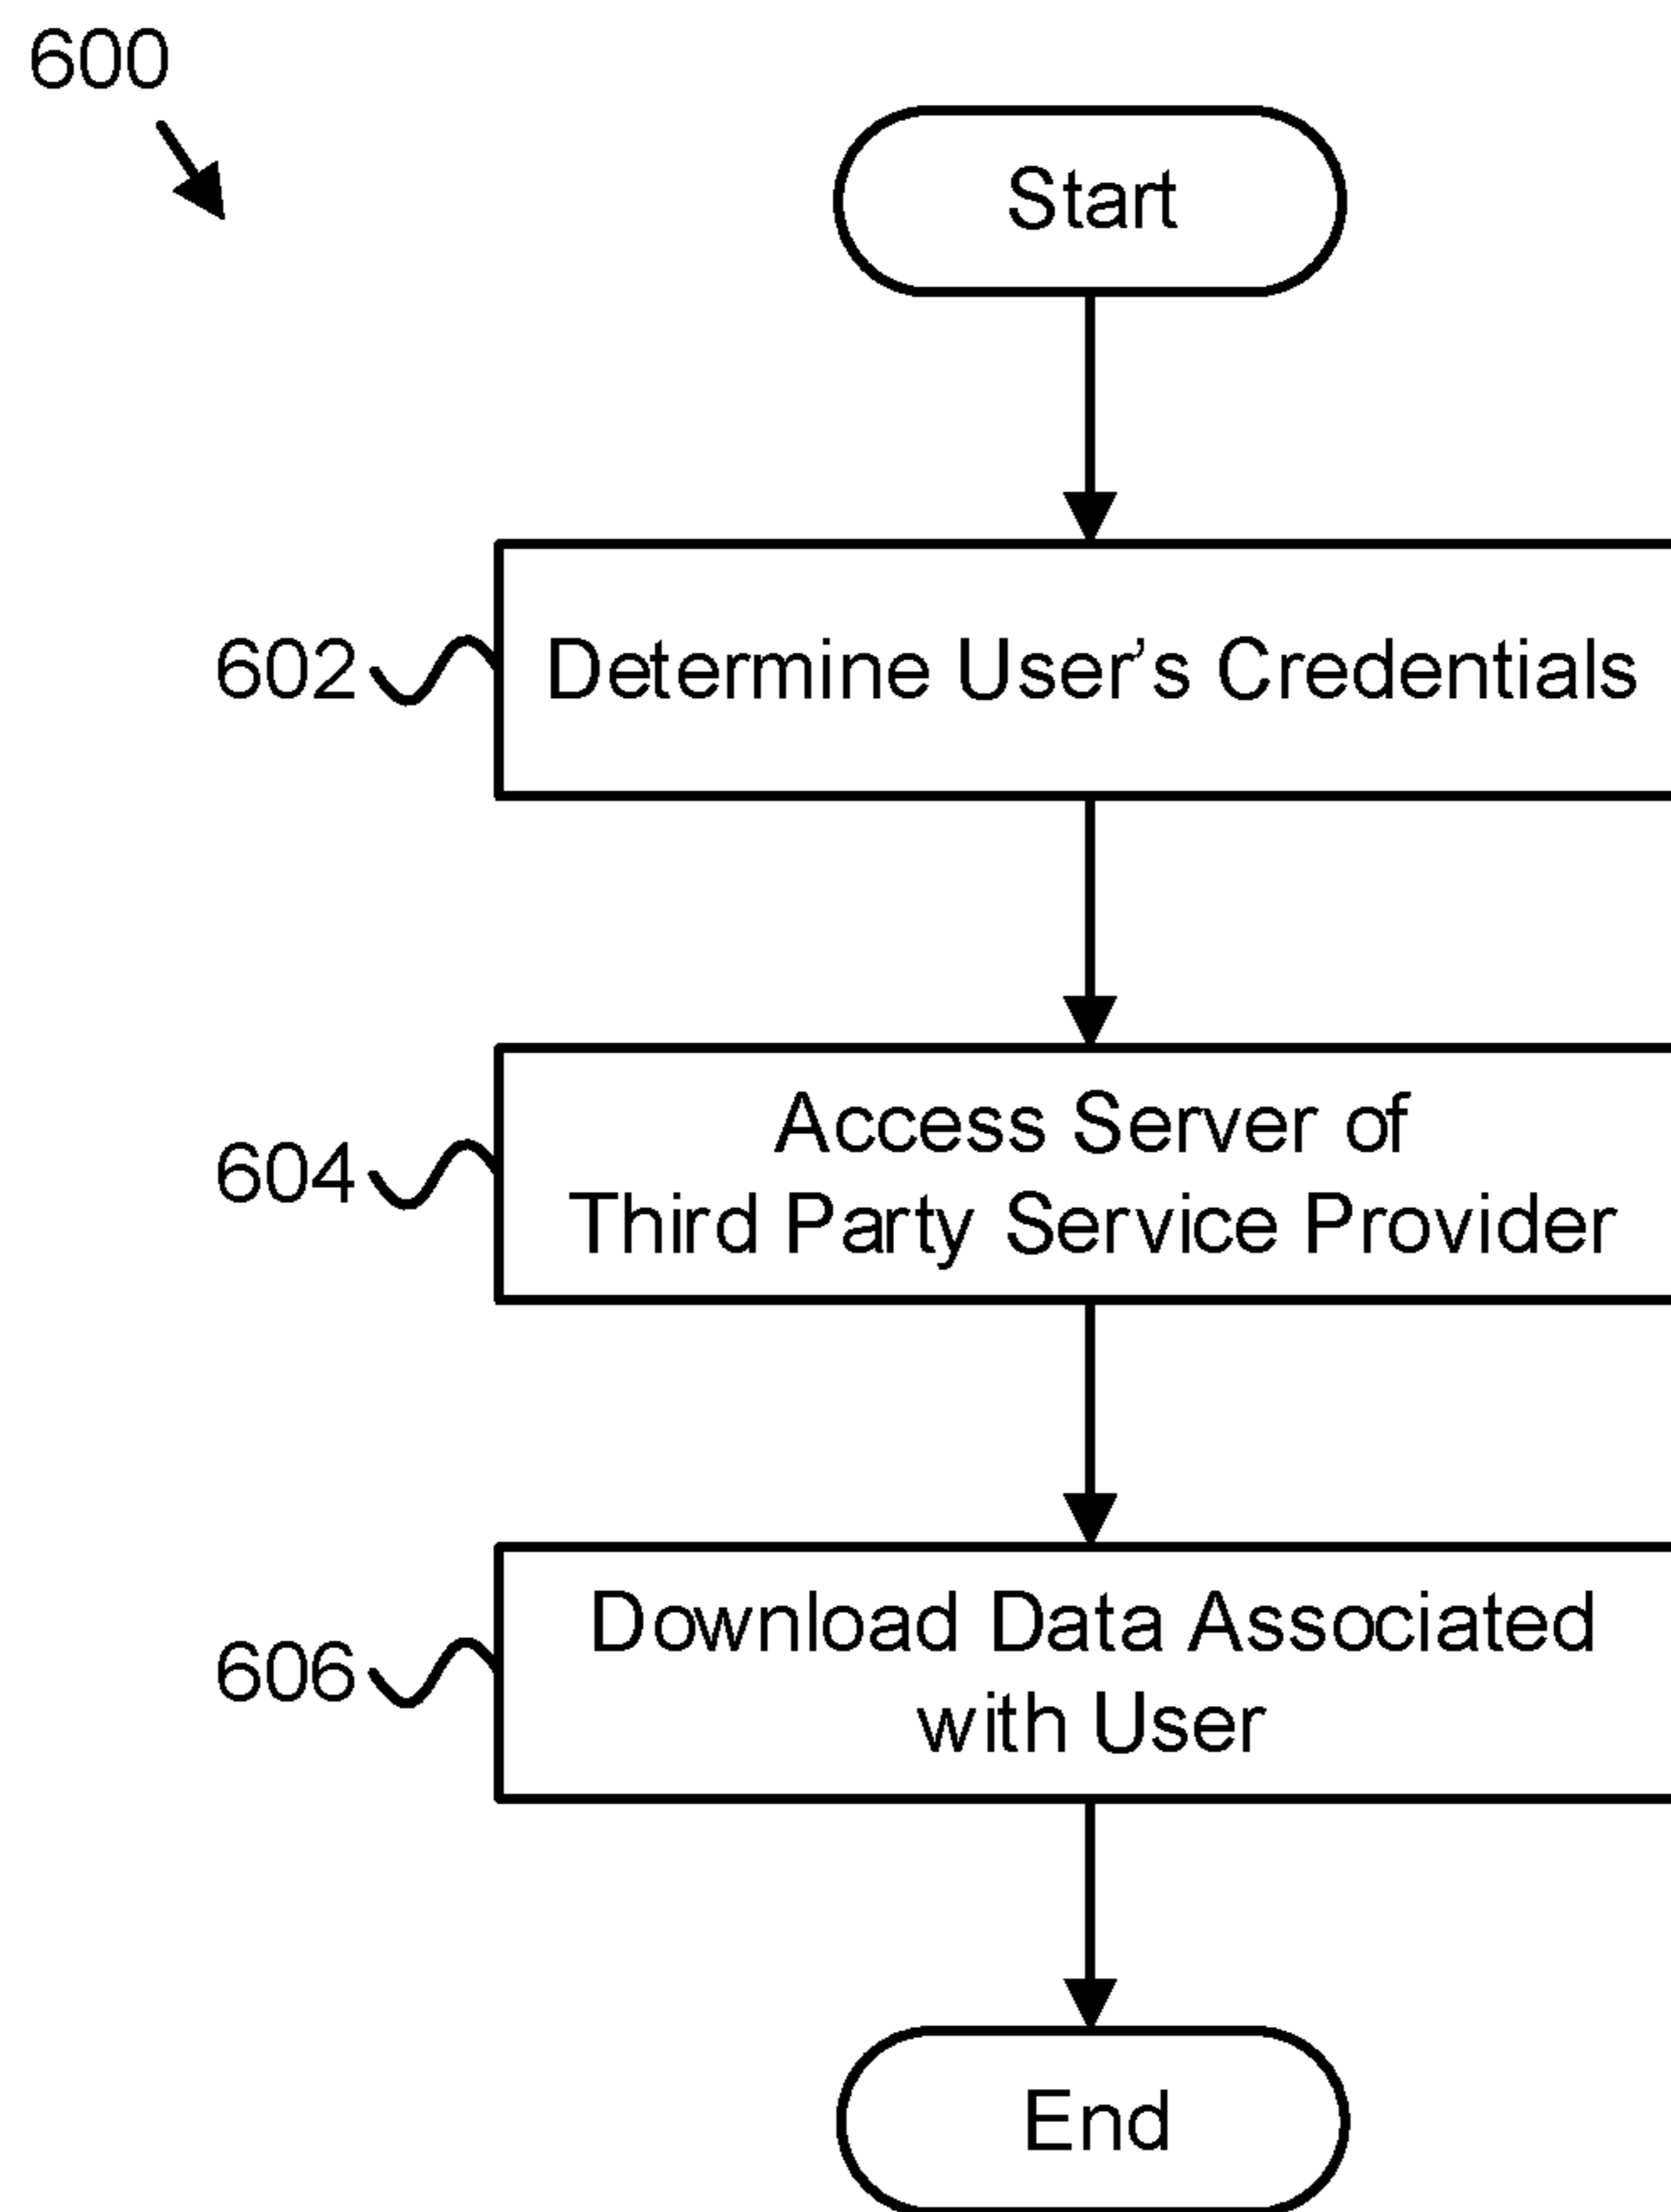 600
Start
602
Determine User’s Credentials
604
Access Server of
Third Party Service Provider
606
Download Data Associated
with User
End